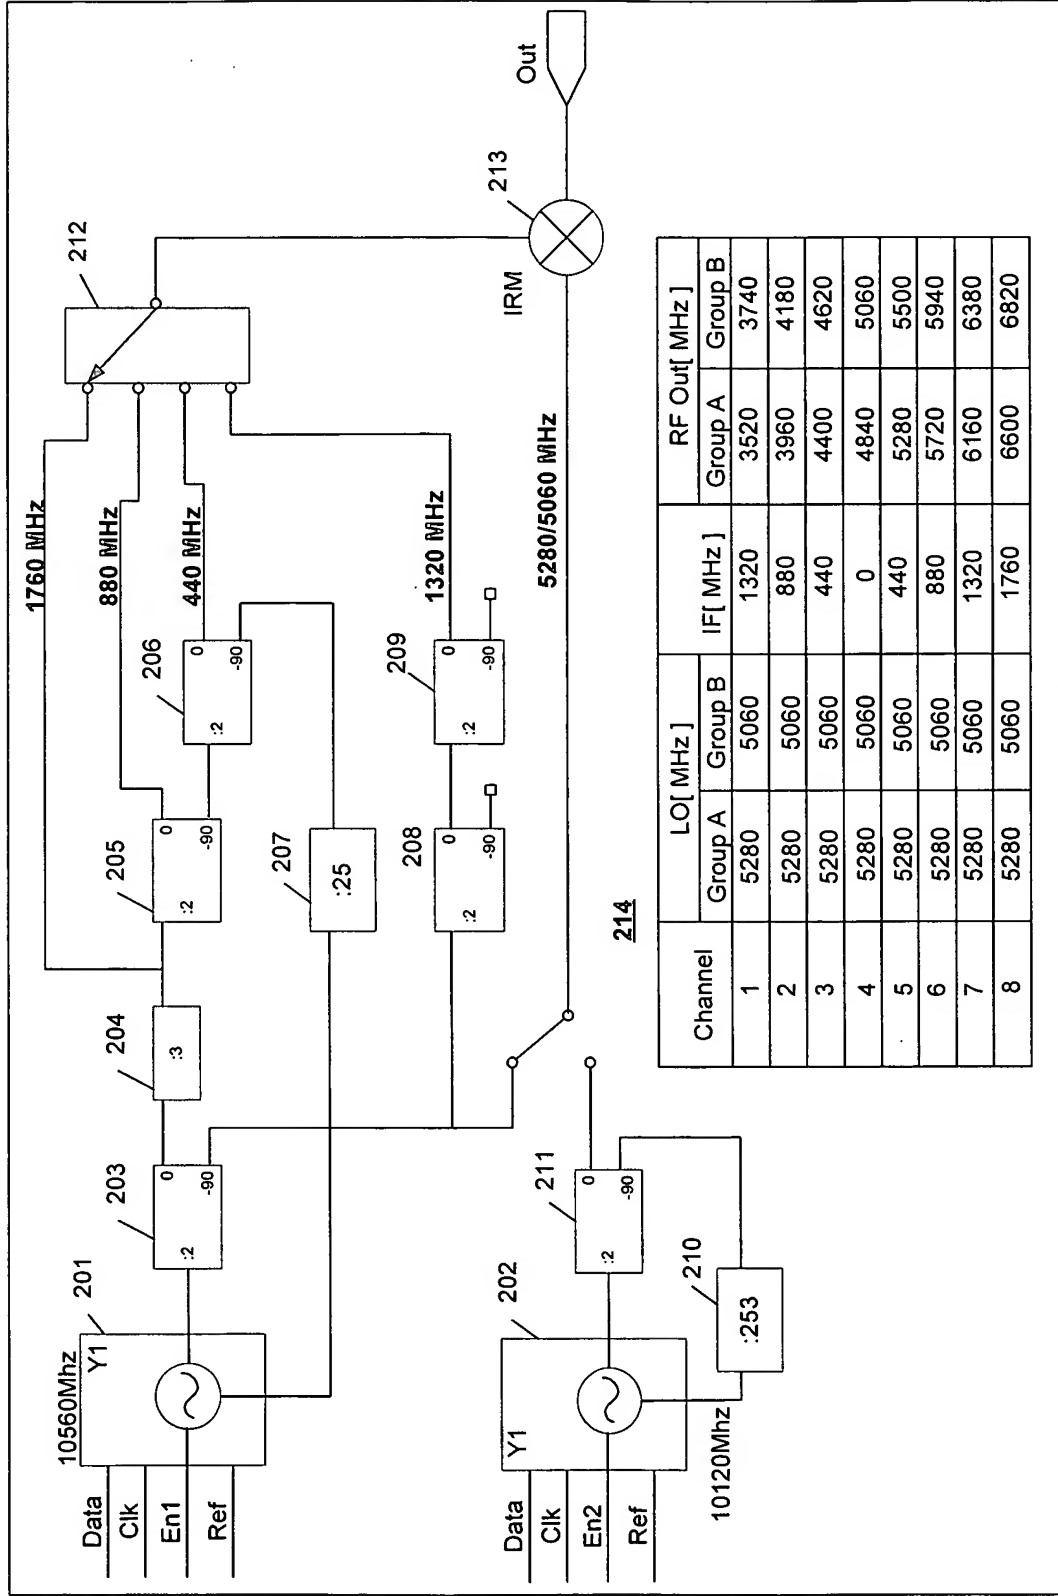 10560Mhz
Y1
201
Data
Clk
En1
Ref
203
:2
0
-90
204
:3
1760 MHz
205
:2
0
-90
880 MHz
206
:2
0
-90
440 MHz
207
:25
208
:2
0
-90
209
:2
0
-90
1320 MHz
212
5280/5060 MHz
IRM
213
Out
Y1
202
Data
Clk
En2
Ref
10120Mhz
211
:2
0
-90
210
:253
214
Channel LO[ MHz ] IF[ MHz ] RF Out[ MHz ]
Group A Group B Group A Group B
1 5280 5060 1320 3520 3740
2 5280 5060 880 3960 4180
3 5280 5060 440 4400 4620
4 5280 5060 0 4840 5060
5 5280 5060 440 5280 5500
6 5280 5060 880 5720 5940
7 5280 5060 1320 6160 6380
8 5280 5060 1760 6600 6820